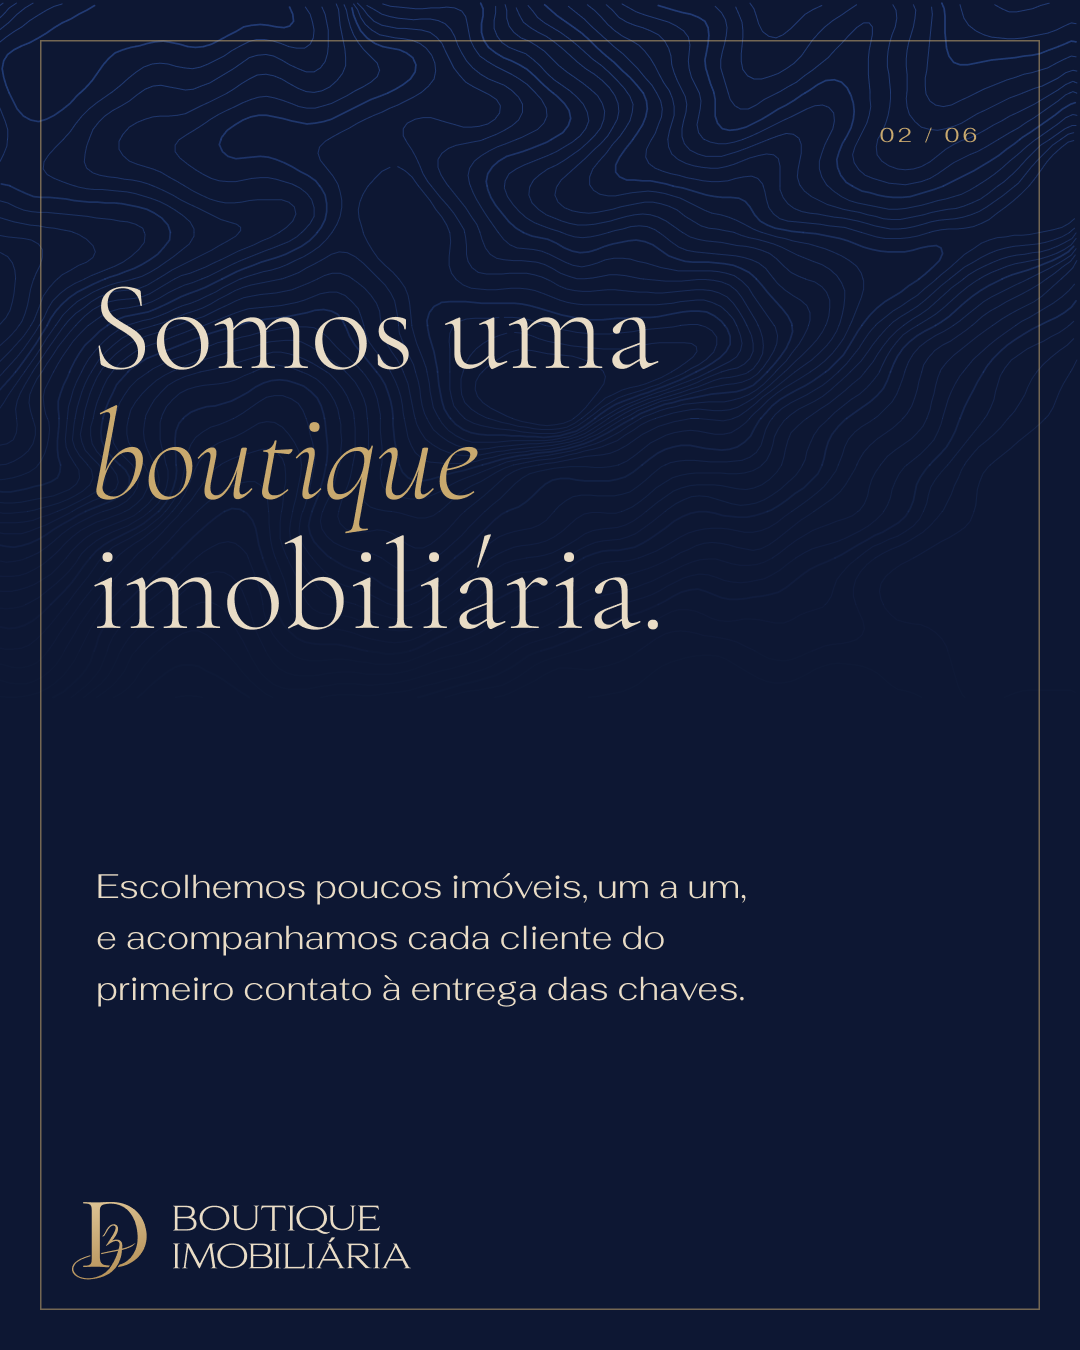 02 / 06
Somos uma
boutique
imobiliária.
Escolhemos poucos imóveis, um a um,
e acompanhamos cada cliente do
primeiro contato à entrega das chaves.
BOUTIQUE
IMOBILIÁRIA